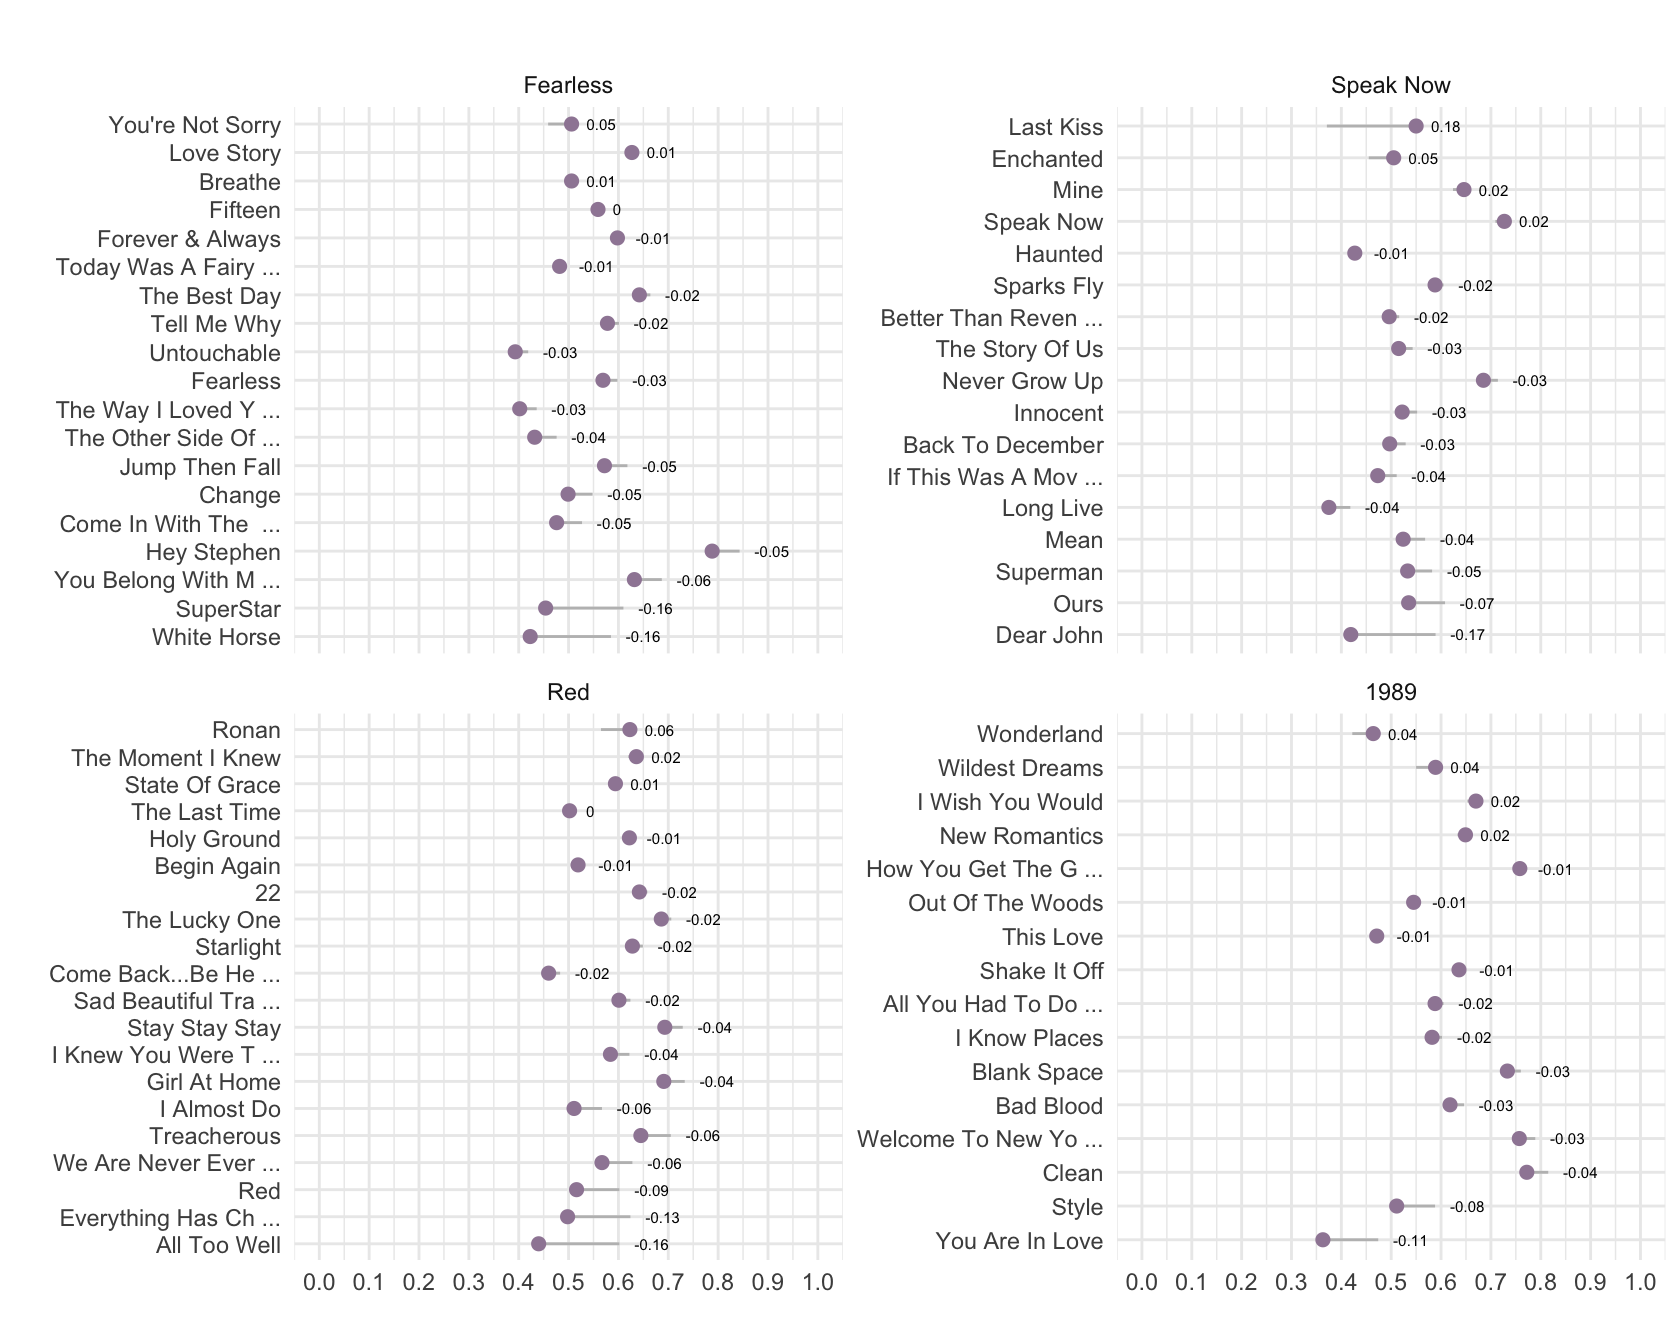 Fearless
You're Not Sorry 0.05
Love Story 0.01
Breathe 0.01
Fifteen 0
Forever & Always -0.01
Today Was A Fairy ... -0.01
The Best Day -0.02
Tell Me Why -0.02
Untouchable -0.03
Fearless -0.03
The Way I Loved Y ... -0.03
The Other Side Of ... -0.04
Jump Then Fall -0.05
Change -0.05
Come In With The  ... -0.05
Hey Stephen -0.05
You Belong With M ... -0.06
SuperStar -0.16
White Horse -0.16
Speak Now
Last Kiss 0.18
Enchanted 0.05
Mine 0.02
Speak Now 0.02
Haunted -0.01
Sparks Fly -0.02
Better Than Reven ... -0.02
The Story Of Us -0.03
Never Grow Up -0.03
Innocent -0.03
Back To December -0.03
If This Was A Mov ... -0.04
Long Live -0.04
Mean -0.04
Superman -0.05
Ours -0.07
Dear John -0.17
Red
Ronan 0.06
The Moment I Knew 0.02
State Of Grace 0.01
The Last Time 0
Holy Ground -0.01
Begin Again -0.01
22 -0.02
The Lucky One -0.02
Starlight -0.02
Come Back...Be He ... -0.02
Sad Beautiful Tra ... -0.02
Stay Stay Stay -0.04
I Knew You Were T ... -0.04
Girl At Home -0.04
I Almost Do -0.06
Treacherous -0.06
We Are Never Ever ... -0.06
Red -0.09
Everything Has Ch ... -0.13
All Too Well -0.16
0.0 0.1 0.2 0.3 0.4 0.5 0.6 0.7 0.8 0.9 1.0
1989
Wonderland 0.04
Wildest Dreams 0.04
I Wish You Would 0.02
New Romantics 0.02
How You Get The G ... -0.01
Out Of The Woods -0.01
This Love -0.01
Shake It Off -0.01
All You Had To Do ... -0.02
I Know Places -0.02
Blank Space -0.03
Bad Blood -0.03
Welcome To New Yo ... -0.03
Clean -0.04
Style -0.08
You Are In Love -0.11
0.0 0.1 0.2 0.3 0.4 0.5 0.6 0.7 0.8 0.9 1.0